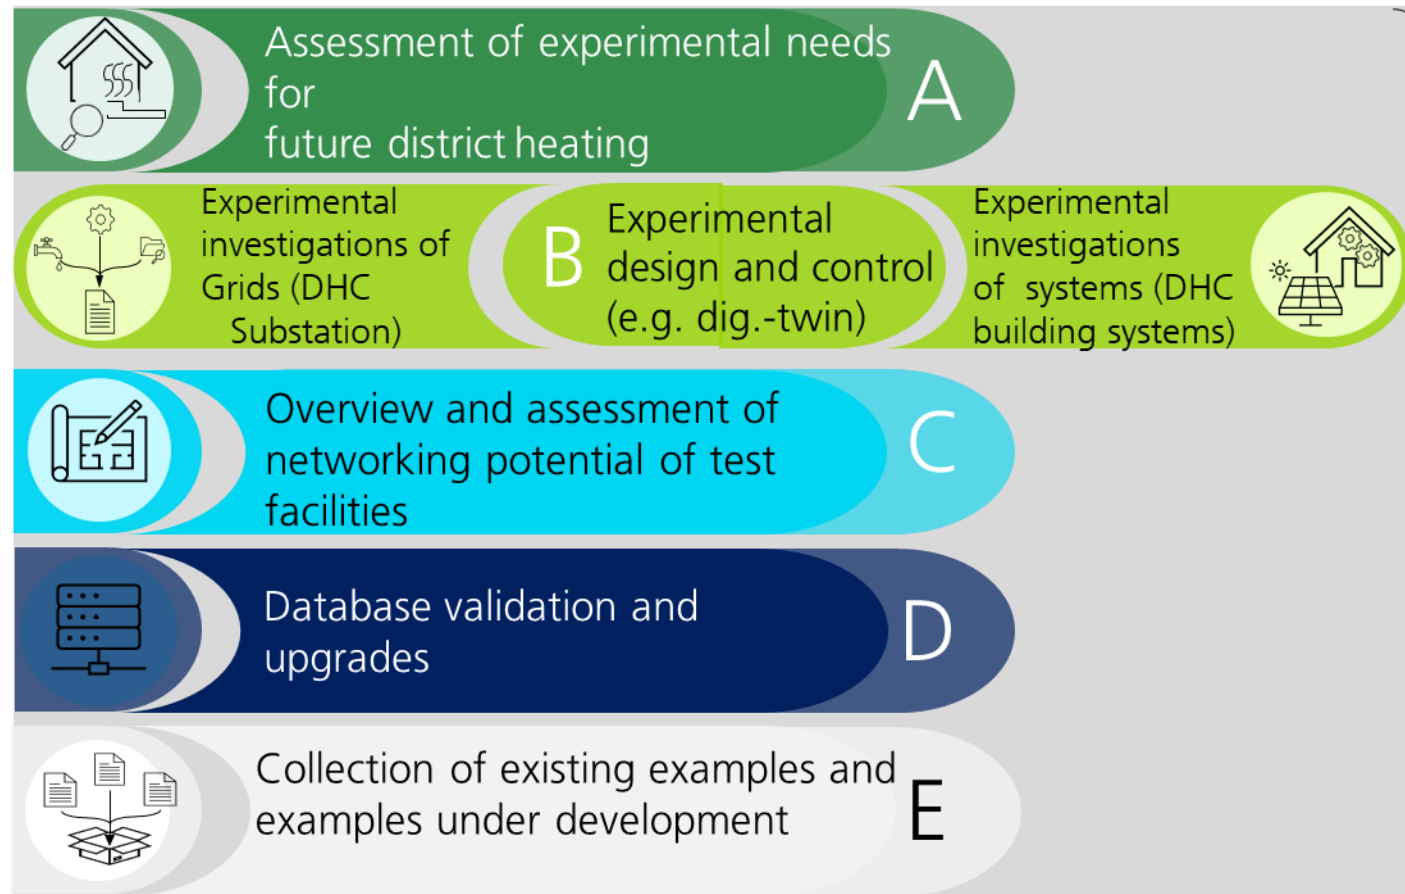 Assessment of experimental needs
for
future district heating
A
Experimental
investigations of
Grids (DHC
Substation)
B
Experimental
design and control
(e.g. dig.-twin)
Experimental
investigations
of systems (DHC
building systems)
Overview and assessment of
networking potential of test
facilities
C
Database validation and
upgrades
D
Collection of existing examples and
examples under development
E